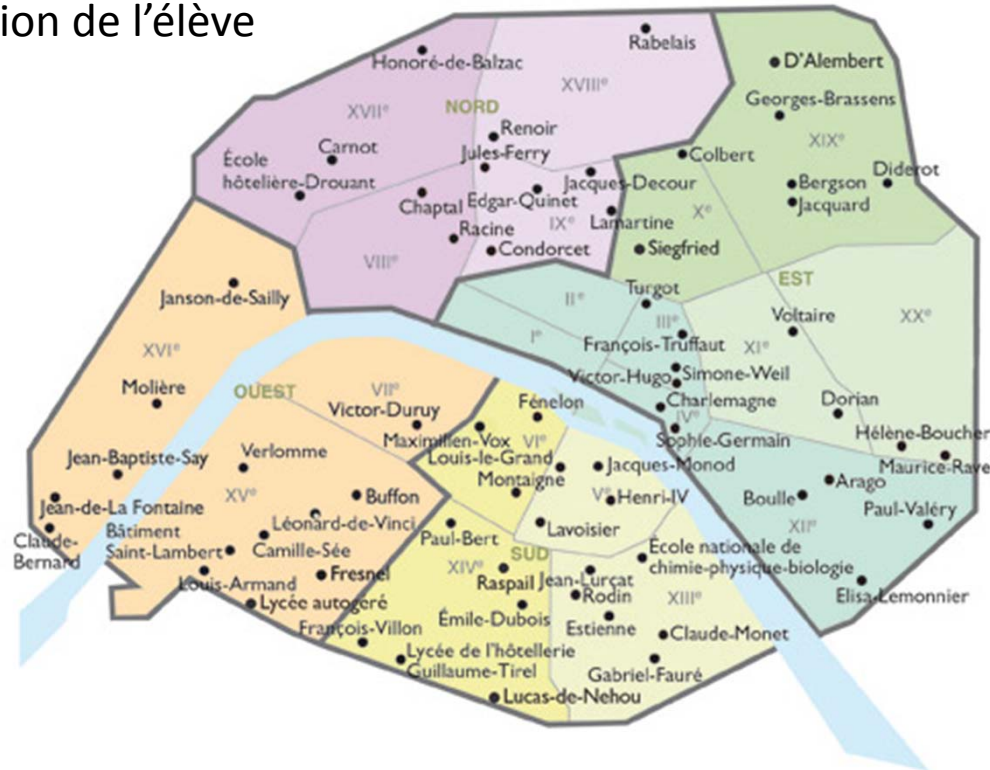 ion de l'élève
Rabelais
Honoré-de-Balzac
D'Alembert
XVIIIe
Georges-Brassens
XVIIe
NORD
Renoir
XIXe
Carnot
Jules-Ferry
Colbert
École
hôtelière-Drouant
Jacques-Decour
Diderot
Bergson
Chaptal
Edgar-Quinet
Jacquard
Lamartine
Xe
Racine
IXe
Condorcet
Siegfried
VIIIe
EST
Janson-de-Sailly
Turgot
IIe
Voltaire
XXe
IIIe
Ie
François-Truffaut
XIe
XVIe
Victor-Hugo
Simone-Weil
Molière
OUEST
VIIe
Charlemagne
Dorian
Victor-Duruy
Fénelon
IVe
Hélène-Boucher
Maximilien-Vox
VIe
Sophie-Germain
Verlomme
Jean-Baptiste-Say
Louis-le-Grand
Jacques-Monod
Maurice-Rave
Montaigne
Arago
XVe
Buffon
Ve
Henri-IV
Boulle
Jean-de-La Fontaine
Paul-Valéry
Léonard-de-Vinci
Lavoisier
XIIe
Bâtiment
Saint-Lambert
Paul-Bert
Claude-
Bernard
Camille-Sée
SUD
École nationale de
chimie-physique-biologie
XIVe
Louis-Armand
Fresnel
Raspail
Jean-Lurçat
Rodin
Elisa-Lemonnier
Lycée autogeré
XIIIe
Émile-Dubois
François-Villon
Estienne
Claude-Monet
Lycée de l'hôtellerie
Guillaume-Tirel
Gabriel-Fauré
Lucas-de-Nehou